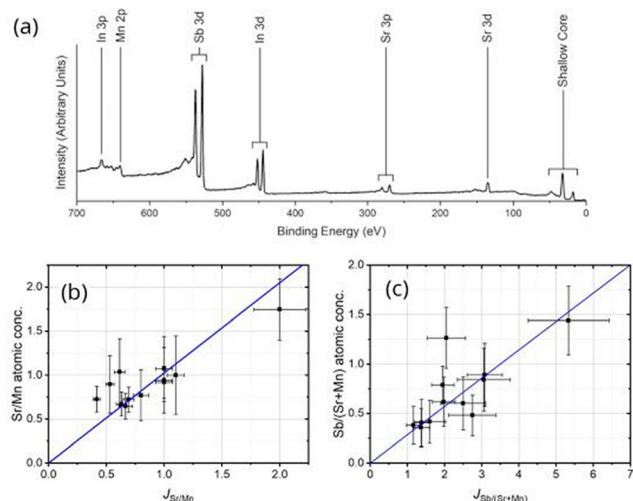 (a)
In 3p
Mn 2p
Sb 3d
In 3d
Sr 3p
Sr 3d
Shallow Core
Intensity (Arbitrary Units)
700 600 500 400 300 200 100 0
Binding Energy (eV)
(b)
Sr/Mn atomic conc.
2.0
1.5
1.0
0.5
0.0
0.0 0.5 1.0 1.5 2.0
J Sr/Mn
(c)
Sb/(Sr+Mn) atomic conc.
2.0
1.5
1.0
0.5
0.0
0 1 2 3 4 5 6 7
J Sb/(Sr+Mn)